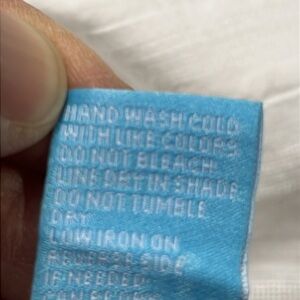 HAND WASH COLD
WITH LIKE COLORS
DO NOT BLEACH
LINE DRY IN SHADE
DO NOT TUMBLE
DRY
LOW IRON ON
REVERSE SIDE
IF NEEDED